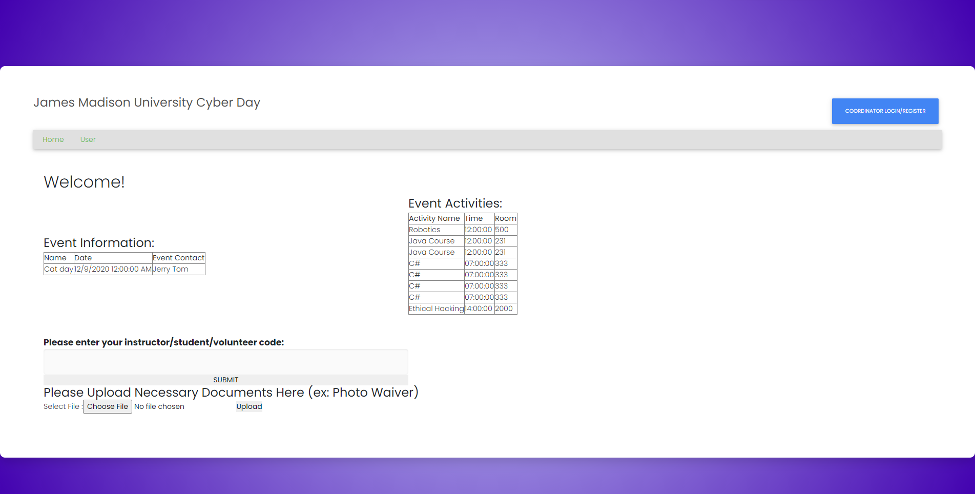 James Madison University Cyber Day
COORDINATOR LOGIN/REGISTER
Home User
Welcome!
Event Information:
Name Date Event Contact
Cat day 12/9/2020 12:00:00 AM Jerry Tom
Event Activities:
Activity Name Time Room
Robotics 12:00:00 500
Java Course 12:00:00 231
Java Course 12:00:00 231
C# 07:00:00 333
C# 07:00:00 333
C# 07:00:00 333
C# 07:00:00 333
Ethical Hacking 14:00:00 2000
Please enter your instructor/student/volunteer code:
SUBMIT
Please Upload Necessary Documents Here (ex: Photo Waiver)
Select File : Choose File No file chosen Upload